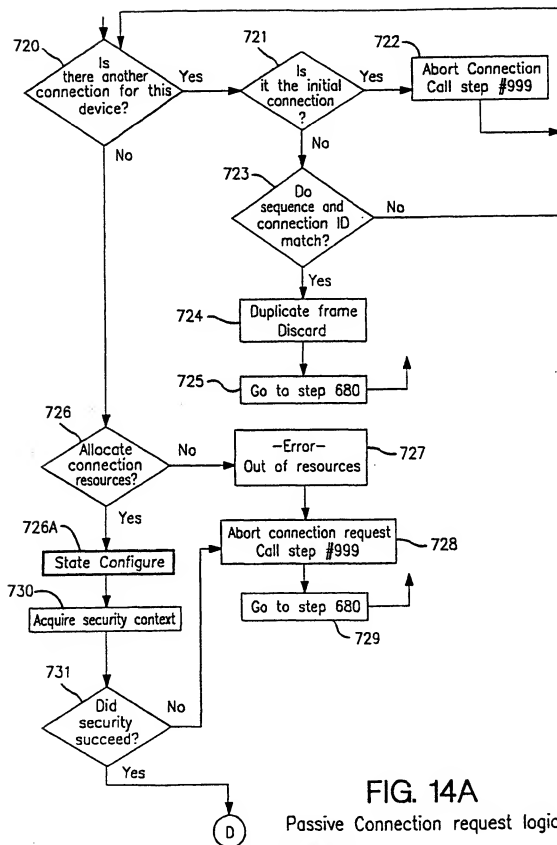 720
Is
there another
connection for this
device?
Yes
No
721
Is
it the initial
connection
?
Yes
No
722
Abort Connection
Call step #999
723
Do
sequence and
connection ID
match?
No
Yes
724
Duplicate frame
Discard
725
Go to step 680
726
Allocate
connection
resources?
No
Yes
-Error-
Out of resources
727
726A
State Configure
Abort connection request
Call step #999
728
730
Acquire security context
Go to step 680
729
731
Did
security
succeed?
No
Yes
D
FIG. 14A
Passive Connection request logic